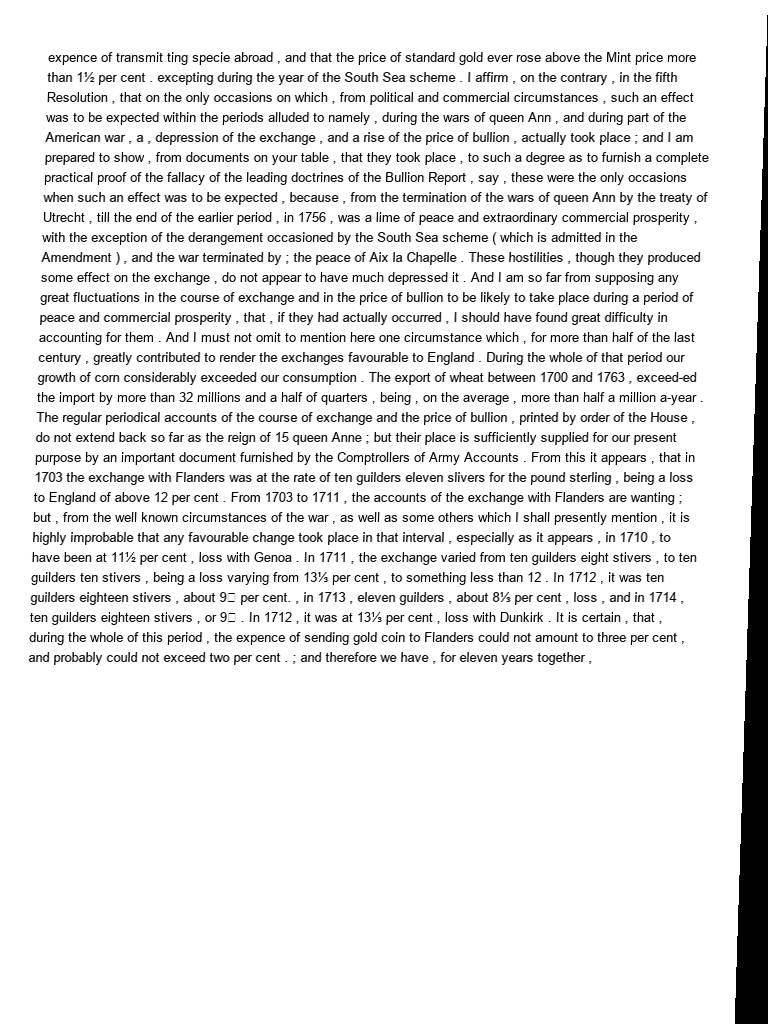 expence of transmit ting specie abroad , and that the price of standard gold ever rose above the Mint price more
than 1½ per cent . excepting during the year of the South Sea scheme . I affirm , on the contrary , in the fifth
Resolution , that on the only occasions on which , from political and commercial circumstances , such an effect
was to be expected within the periods alluded to namely , during the wars of queen Ann , and during part of the
American war , a , depression of the exchange , and a rise of the price of bullion , actually took place ; and I am
prepared to show , from documents on your table , that they took place , to such a degree as to furnish a complete
practical proof of the fallacy of the leading doctrines of the Bullion Report , say , these were the only occasions
when such an effect was to be expected , because , from the termination of the wars of queen Ann by the treaty of
Utrecht , till the end of the earlier period , in 1756 , was a lime of peace and extraordinary commercial prosperity ,
with the exception of the derangement occasioned by the South Sea scheme ( which is admitted in the
Amendment ) , and the war terminated by ; the peace of Aix la Chapelle . These hostilities , though they produced
some effect on the exchange , do not appear to have much depressed it . And I am so far from supposing any
great fluctuations in the course of exchange and in the price of bullion to be likely to take place during a period of
peace and commercial prosperity , that , if they had actually occurred , I should have found great difficulty in
accounting for them . And I must not omit to mention here one circumstance which , for more than half of the last
century , greatly contributed to render the exchanges favourable to England . During the whole of that period our
growth of corn considerably exceeded our consumption . The export of wheat between 1700 and 1763 , exceed-ed
the import by more than 32 millions and a half of quarters , being , on the average , more than half a million a-year .
The regular periodical accounts of the course of exchange and the price of bullion , printed by order of the House ,
do not extend back so far as the reign of 15 queen Anne ; but their place is sufficiently supplied for our present
purpose by an important document furnished by the Comptrollers of Army Accounts . From this it appears , that in
1703 the exchange with Flanders was at the rate of ten guilders eleven slivers for the pound sterling , being a loss
to England of above 12 per cent . From 1703 to 1711 , the accounts of the exchange with Flanders are wanting ;
but , from the well known circumstances of the war , as well as some others which I shall presently mention , it is
highly improbable that any favourable change took place in that interval , especially as it appears , in 1710 , to
have been at 11½ per cent , loss with Genoa . In 1711 , the exchange varied from ten guilders eight stivers , to ten
guilders ten stivers , being a loss varying from 13⅓ per cent , to something less than 12 . In 1712 , it was ten
guilders eighteen stivers , about 9□ per cent. , in 1713 , eleven guilders , about 8⅓ per cent , loss , and in 1714 ,
ten guilders eighteen stivers , or 9□ . In 1712 , it was at 13⅓ per cent , loss with Dunkirk . It is certain , that ,
during the whole of this period , the expence of sending gold coin to Flanders could not amount to three per cent ,
and probably could not exceed two per cent . ; and therefore we have , for eleven years together ,